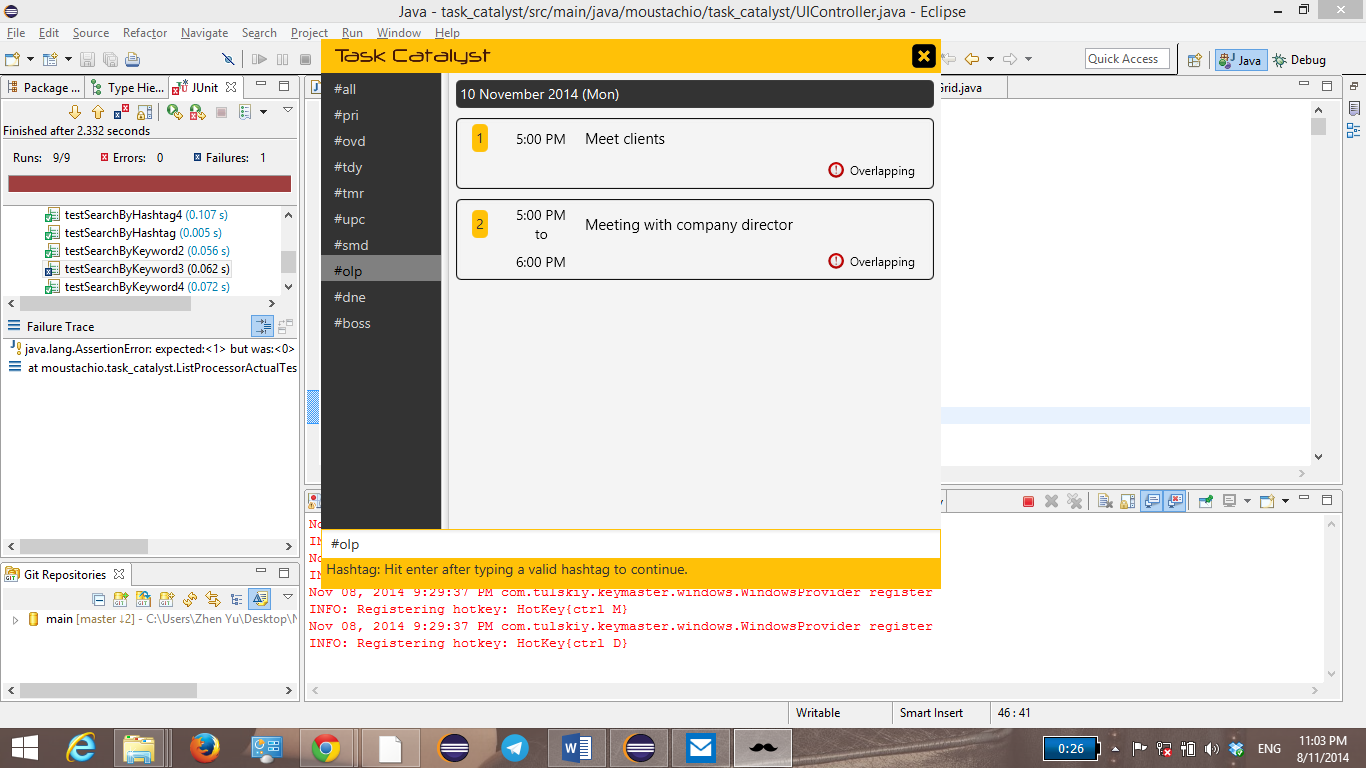 Java - task_catalyst/src/main/java/moustachio/task_catalyst/UIController.java - Eclipse
File Edit Source Refactor Navigate Search Project Run Window Help
Quick Access
Java
Debug
Package ...
Type Hie...
JUnit
Finished after 2.332 seconds
Runs: 9/9
Errors: 0
Failures: 1
testSearchByHashtag4 (0.107 s)
testSearchByHashtag (0.005 s)
testSearchByKeyword2 (0.056 s)
testSearchByKeyword3 (0.062 s)
testSearchByKeyword4 (0.072 s)
Failure Trace
java.lang.AssertionError: expected:<1> but was:<0>
at moustachio.task_catalyst.ListProcessorActualTes
Git Repositories
main [master ↓2] - C:\Users\Zhen Yu\Desktop\
Task Catalyst
#all
#pri
#ovd
#tdy
#tmr
#upc
#smd
#olp
#dne
#boss
10 November 2014 (Mon)
1 5:00 PM Meet clients
Overlapping
2 5:00 PM
to
6:00 PM
Meeting with company director
Overlapping
#olp
Hashtag: Hit enter after typing a valid hashtag to continue.
Grid.java
Nov 08, 2014 9:29:37 PM com.tulskiy.keymaster.windows.WindowsProvider register
INFO: Registering hotkey: HotKey{ctrl M}
Nov 08, 2014 9:29:37 PM com.tulskiy.keymaster.windows.WindowsProvider register
INFO: Registering hotkey: HotKey{ctrl D}
Writable
Smart Insert
46 : 41
0:26
ENG
11:03 PM
8/11/2014